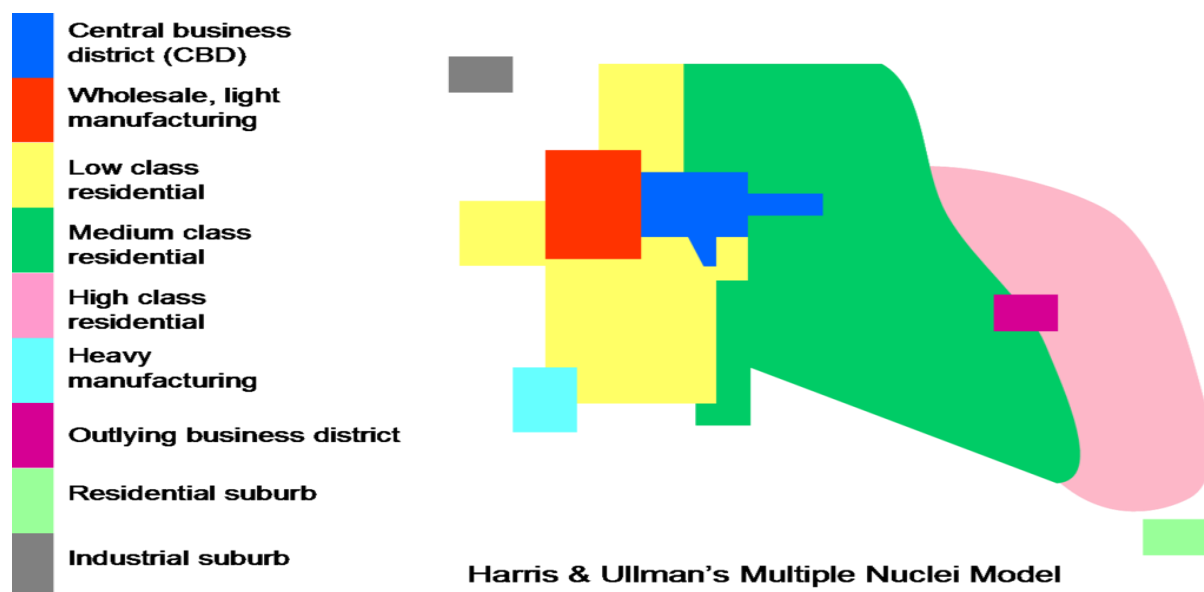 Central business
district (CBD)
Wholesale, light
manufacturing
Low class
residential
Medium class
residential
High class
residential
Heavy
manufacturing
Outlying business district
Residential suburb
Industrial suburb
Harris & Ullman's Multiple Nuclei Model